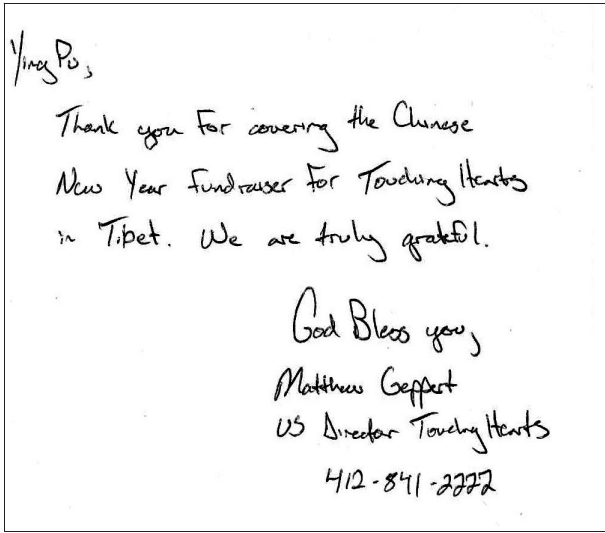 Ying Pu,
Thank you for covering the Chinese
New Year fundraiser for Touching Hearts
in Tibet. We are truly grateful.
God Bless you,
Matthew Geppert
US Director Touching Hearts
412-841-2222